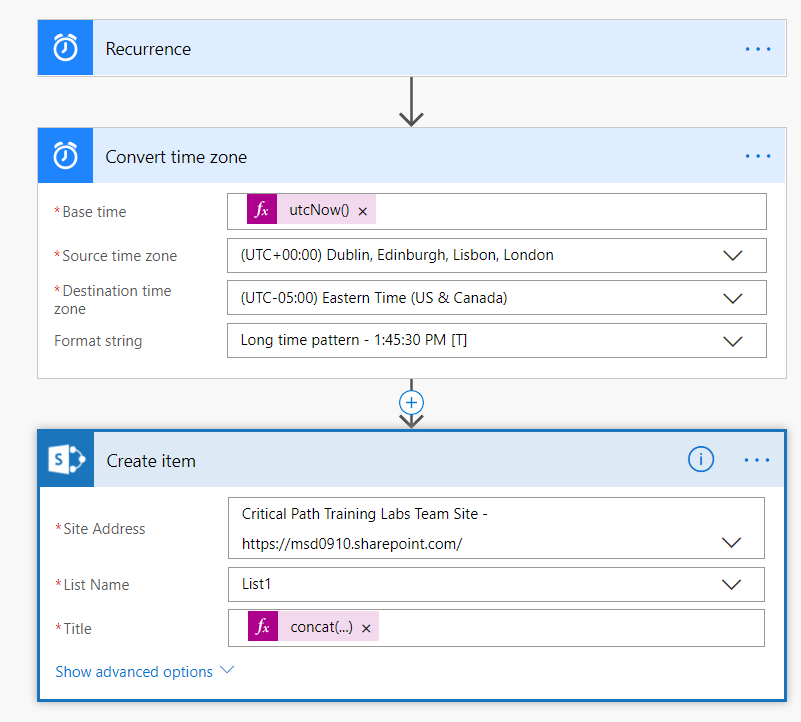 Recurrence
Convert time zone
*Base time
fx utcNow() ×
*Source time zone
(UTC+00:00) Dublin, Edinburgh, Lisbon, London
*Destination time
zone
(UTC-05:00) Eastern Time (US & Canada)
Format string
Long time pattern - 1:45:30 PM [T]
S
Create item
i
*Site Address
Critical Path Training Labs Team Site -
https://msd0910.sharepoint.com/
*List Name
List1
*Title
fx concat(...) ×
Show advanced options